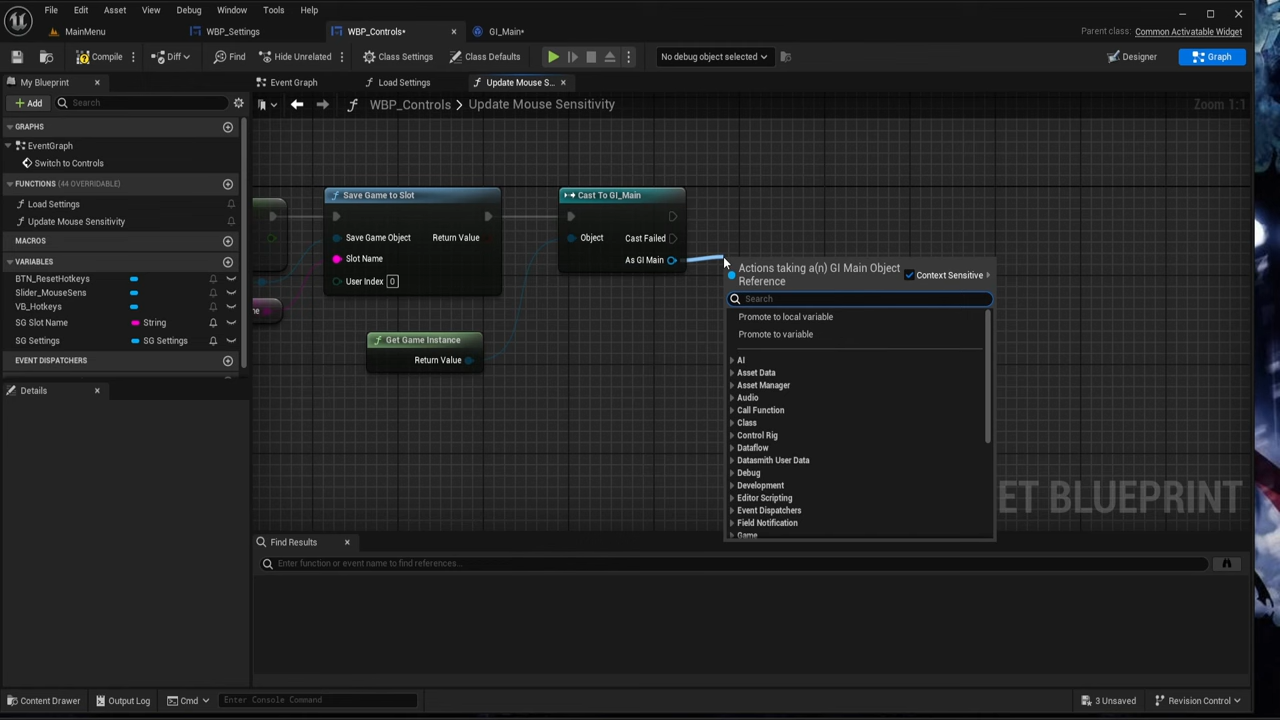 File Edit Asset View Debug Window Tools Help
MainMenu WBP_Settings WBP_Controls* GI_Main*
Parent class: Common Activatable Widget
Compile Diff Find Hide Unrelated Class Settings Class Defaults No debug object selected Designer Graph
My Blueprint Event Graph Load Settings Update Mouse S...
Add Search
WBP_Controls > Update Mouse Sensitivity Zoom 1:1
GRAPHS
EventGraph
Switch to Controls
FUNCTIONS (44 OVERRIDABLE)
Load Settings
Update Mouse Sensitivity
MACROS
VARIABLES
BTN_ResetHotkeys
Slider_MouseSens
VB_Hotkeys
SG Slot Name String
SG Settings SG Settings
EVENT DISPATCHERS
Details
Save Game to Slot
Save Game Object Return Value
Slot Name
User Index 0
Get Game Instance
Return Value
Cast To GI_Main
Object Cast Failed
As GI Main
Actions taking a(n) GI Main Object
Reference
Context Sensitive
Search
Promote to local variable
Promote to variable
AI
Asset Data
Asset Manager
Audio
Call Function
Class
Control Rig
Dataflow
Datasmith User Data
Debug
Development
Editor Scripting
Event Dispatchers
Field Notification
Game
ET BLUEPRINT
Find Results
Enter function or event name to find references...
Content Drawer Output Log Cmd Enter Console Command 3 Unsaved Revision Control